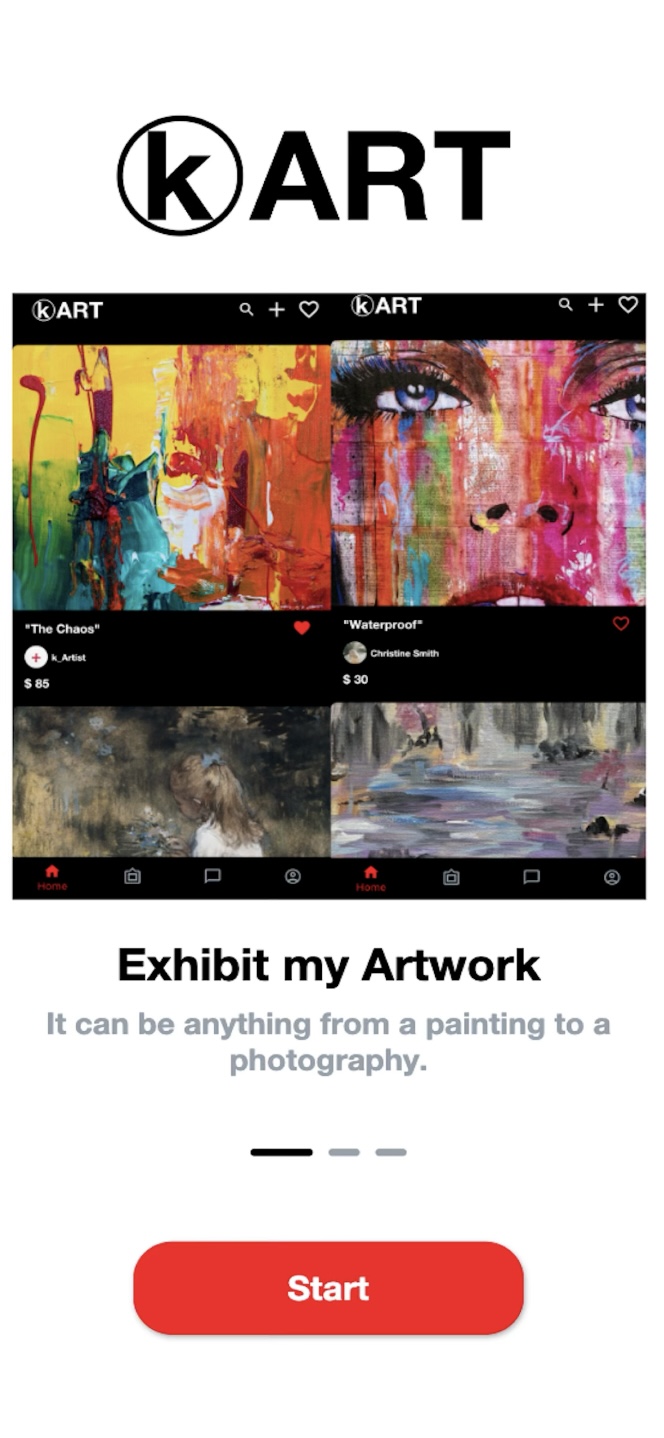 kART
kART
kART
"The Chaos"
k_Artist
$ 85
"Waterproof"
Christine Smith
$ 30
Home
Home
Exhibit my Artwork
It can be anything from a painting to a
photography.
Start